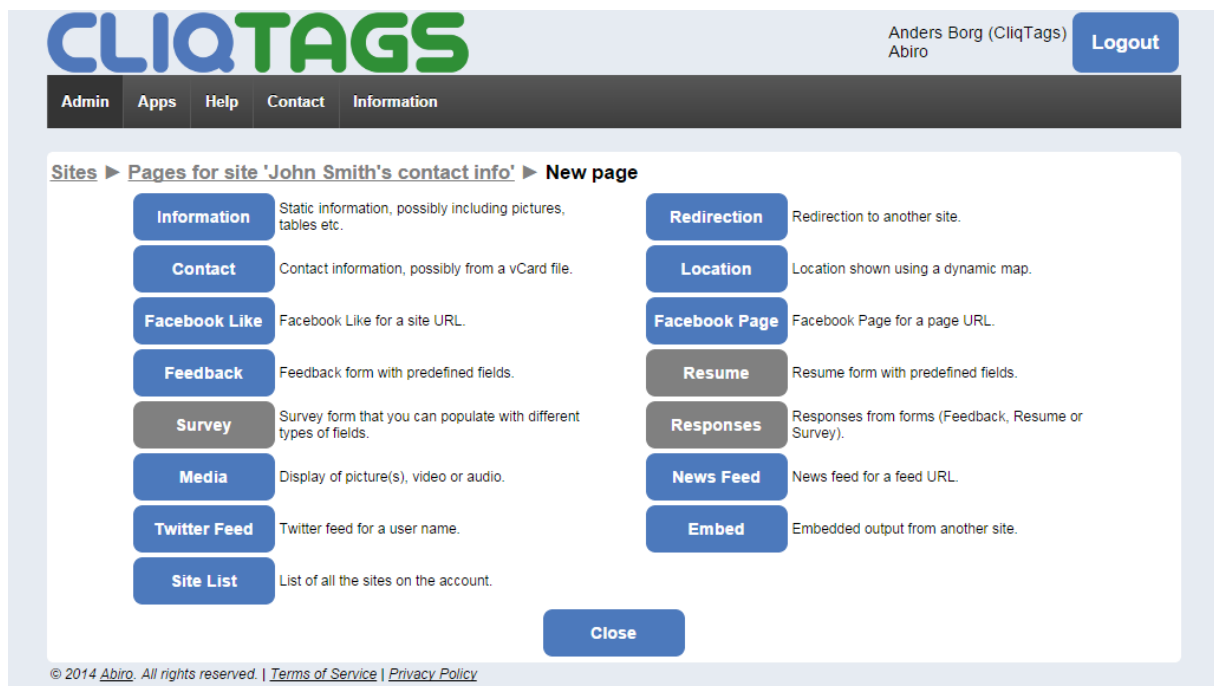 CLIQTAGS
Anders Borg (CliqTags)
Abiro
Logout
Admin Apps Help Contact Information
Sites ▶ Pages for site 'John Smith's contact info' ▶ New page
Information
Static information, possibly including pictures,
tables etc.
Redirection
Redirection to another site.
Contact
Contact information, possibly from a vCard file.
Location
Location shown using a dynamic map.
Facebook Like
Facebook Like for a site URL.
Facebook Page
Facebook Page for a page URL.
Feedback
Feedback form with predefined fields.
Resume
Resume form with predefined fields.
Survey
Survey form that you can populate with different
types of fields.
Responses
Responses from forms (Feedback, Resume or
Survey).
Media
Display of picture(s), video or audio.
News Feed
News feed for a feed URL.
Twitter Feed
Twitter feed for a user name.
Embed
Embedded output from another site.
Site List
List of all the sites on the account.
Close
© 2014 Abiro. All rights reserved. | Terms of Service | Privacy Policy